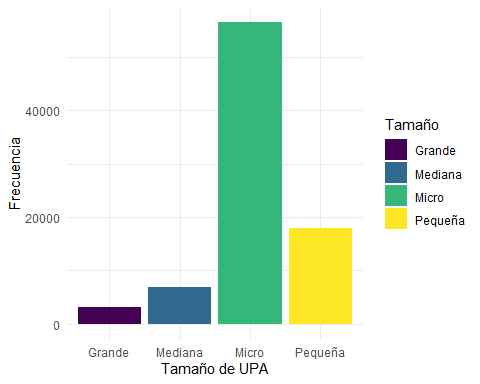 Frecuencia
40000
20000
0
Grande
Mediana
Micro
Pequeña
Tamaño de UPA
Tamaño
Grande
Mediana
Micro
Pequeña